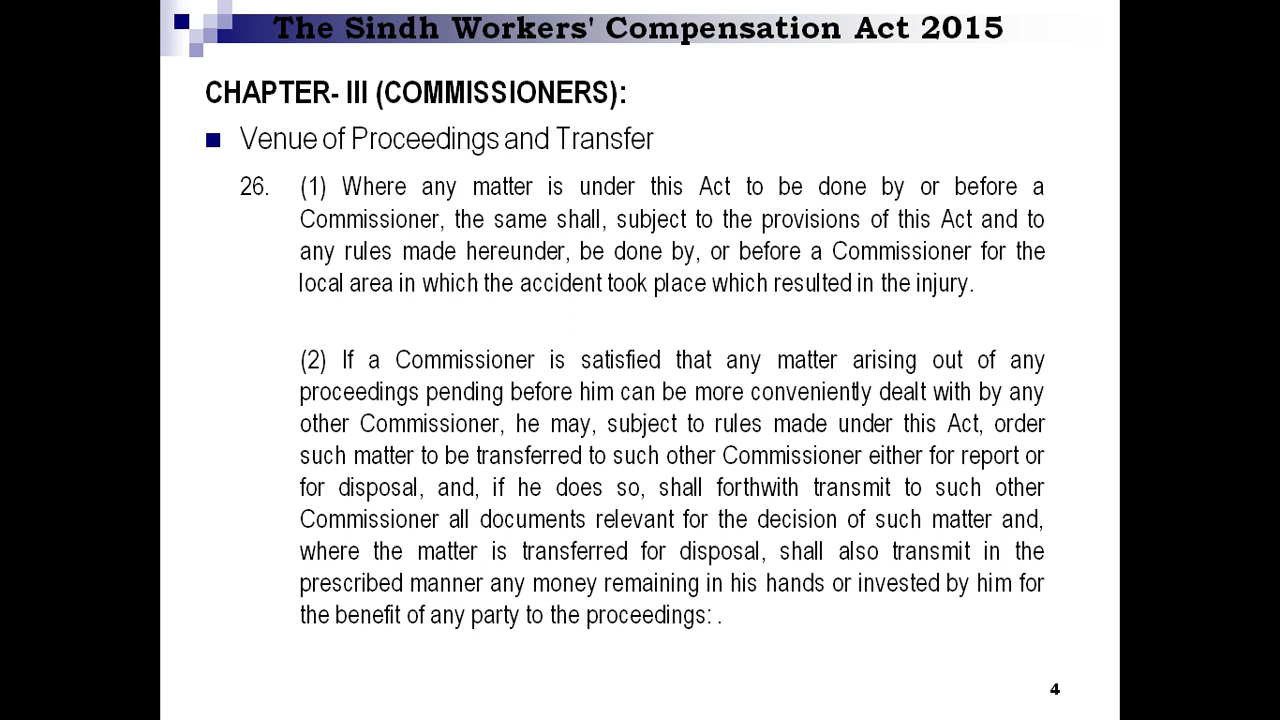 The Sindh Workers' Compensation Act 2015
CHAPTER- III (COMMISSIONERS):
Venue of Proceedings and Transfer
26. (1) Where any matter is under this Act to be done by or before a
Commissioner, the same shall, subject to the provisions of this Act and to
any rules made hereunder, be done by, or before a Commissioner for the
local area in which the accident took place which resulted in the injury.
(2) If a Commissioner is satisfied that any matter arising out of any
proceedings pending before him can be more conveniently dealt with by any
other Commissioner, he may, subject to rules made under this Act, order
such matter to be transferred to such other Commissioner either for report or
for disposal, and, if he does so, shall forthwith transmit to such other
Commissioner all documents relevant for the decision of such matter and,
where the matter is transferred for disposal, shall also transmit in the
prescribed manner any money remaining in his hands or invested by him for
the benefit of any party to the proceedings: .
4